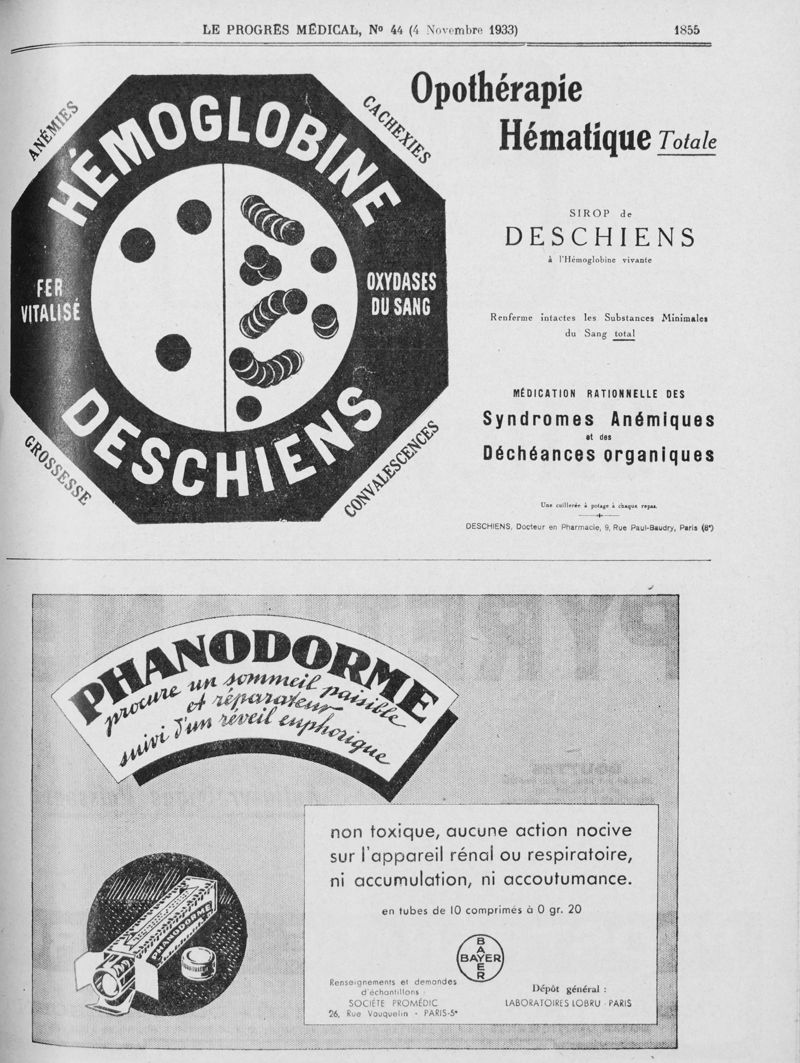 LE PROGRÈS MÉDICAL, Nº 44 (4 Novembre 1933)
1855
ANÉMIES
CACHEXIES
HÉMOGLOBINE
FER
VITALISÉ
OXYDASES
DU SANG
DESCHIENS
GROSSESSE
CONVALESCENCES
Opothérapie
Hématique Totale
SIROP de
DESCHIENS
à l'Hémoglobine vivante
Renferme intactes les Substances Minimales
du Sang total
MÉDICATION RATIONNELLE DES
Syndromes Anémiques
et des
Déchéances organiques
Une cuillerée à potage à chaque repas.
DESCHIENS, Docteur en Pharmacie, 9, Rue Paul-Baudry, Paris (8ᵉ)
PHANODORME
procure un sommeil paisible
et réparateur
suivi d'un réveil euphorique
PHANODORME
non toxique, aucune action nocive
sur l'appareil rénal ou respiratoire,
ni accumulation, ni accoutumance.
en tubes de 10 comprimés à 0 gr. 20
BAYER
BAYER
Renseignements et demandes
d'échantillons :
SOCIÉTÉ PROMÉDIC
26, Rue Vauquelin - PARIS-5ᵉ
Dépôt général :
LABORATOIRES LOBRU - PARIS